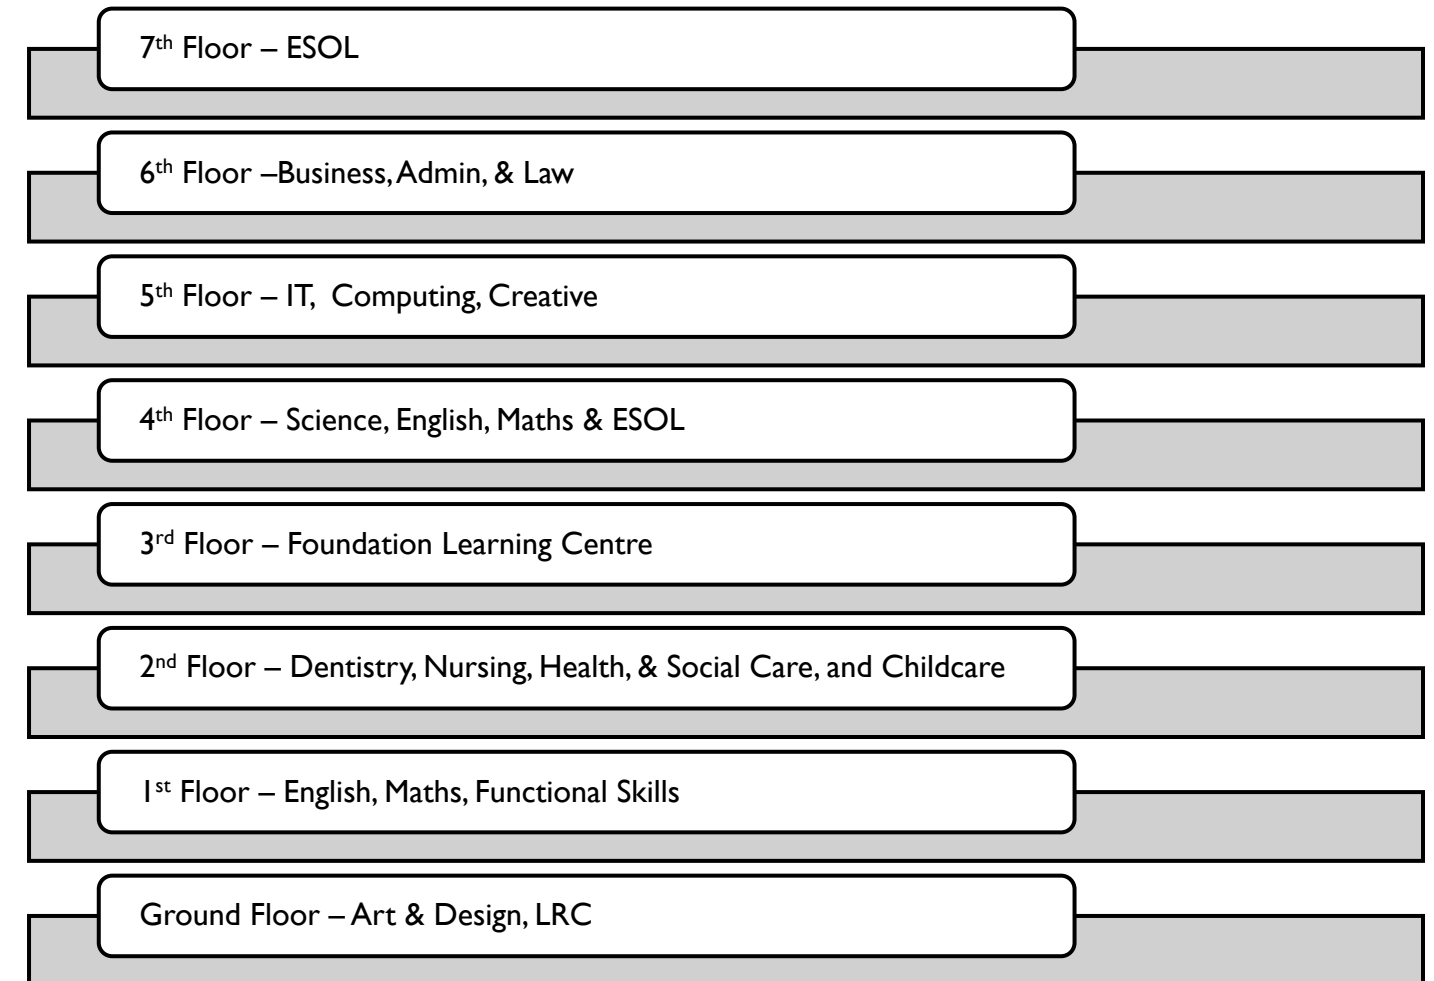 7th Floor – ESOL
6th Floor –Business, Admin, & Law
5th Floor – IT,  Computing, Creative
4th Floor – Science, English, Maths & ESOL
3rd Floor – Foundation Learning Centre
2nd Floor – Dentistry, Nursing, Health, & Social Care, and Childcare
1st Floor – English, Maths, Functional Skills
Ground Floor – Art & Design, LRC